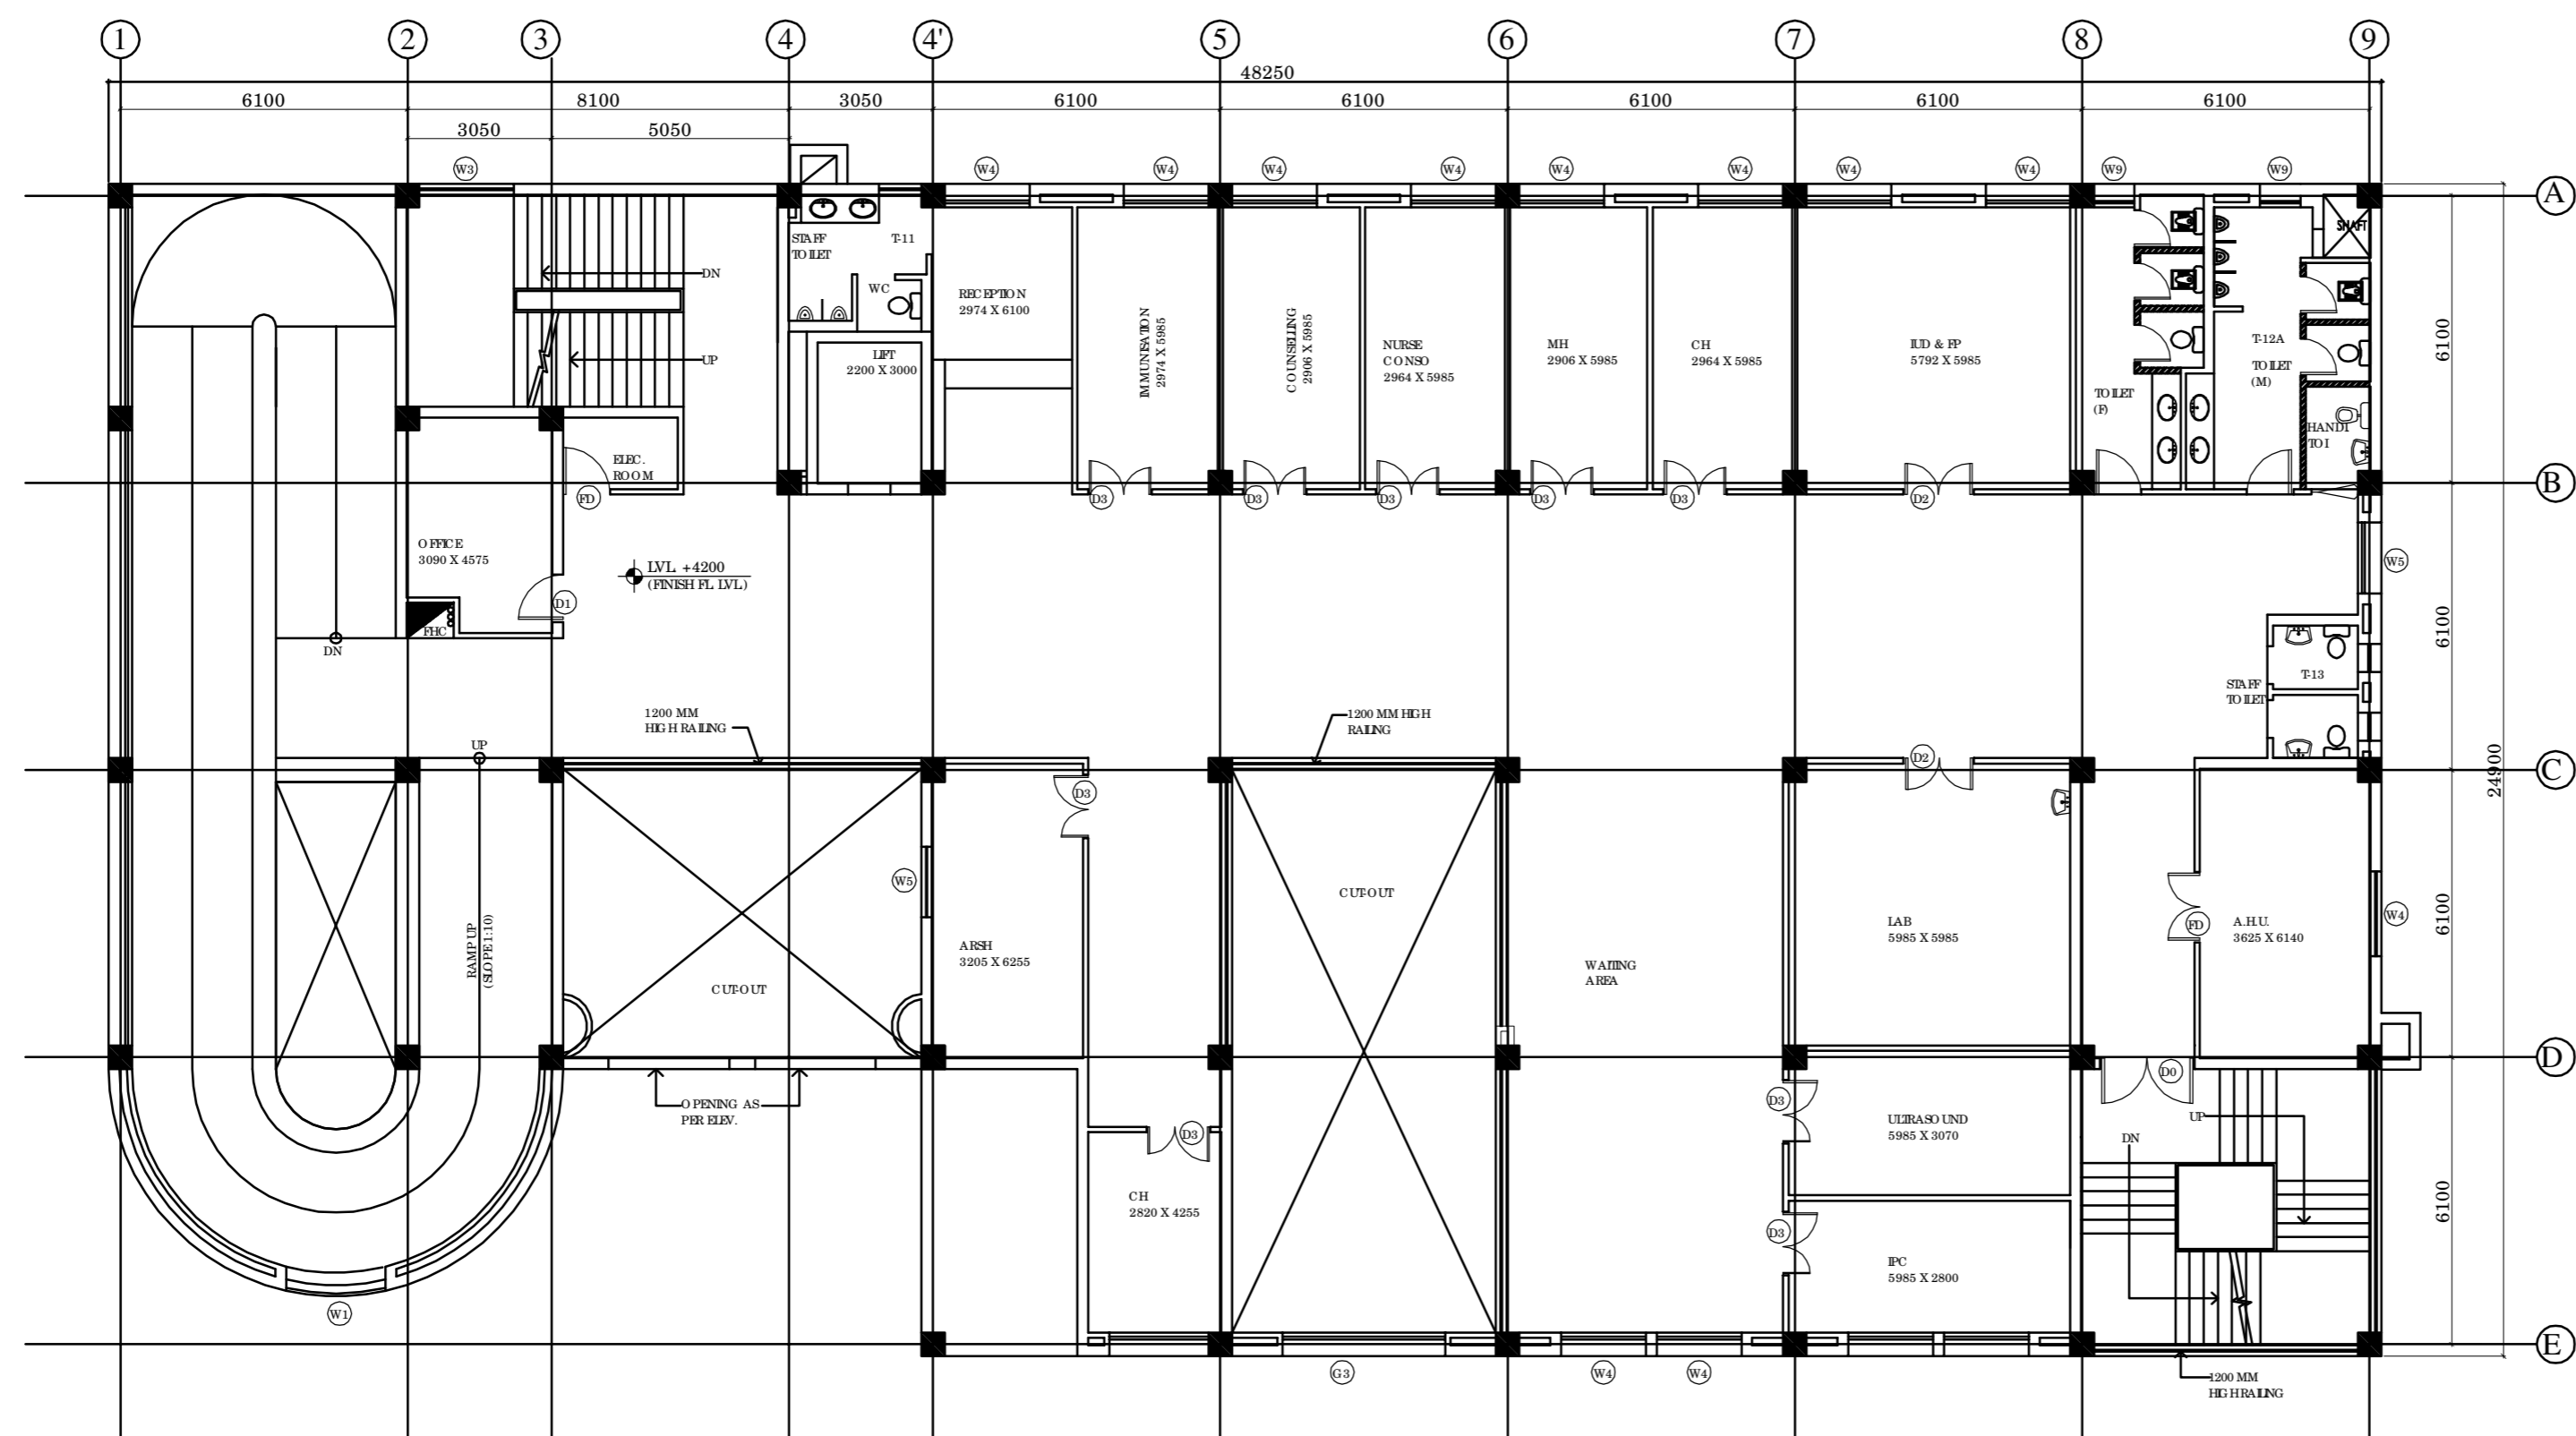 1 2 3 4 4' 5 6 7 8 9
48250
6100 8100 3050 6100 6100 6100 6100 6100
3050 5050
W3 W4 W4 W4 W4 W4 W4 W4 W4 W9 W9
A
STAFF
TOILET
T-11
SHAFT
DN
WC
RECEPTION
2974 X 6100
IMMUNISATION
2974 X 5985
COUNSELLING
2906 X 5985
NURSE
CONSO
2964 X 5985
MH
2906 X 5985
CH
2964 X 5985
IUD & FP
5792 X 5985
T-12A
TOILET
(M)
6100
UP
LIFT
2200 X 3000
TOILET
(F)
HANDI
TOI
ELEC.
ROOM
B
FD D3 D3 D3 D3 D3 D2
OFFICE
3090 X 4575
W5
LVL +4200
(FINISH FL LVL)
D1
FHC
DN
6100
T-13
STAFF
TOILET
1200 MM
HIGH RAILING
1200 MM HIGH
RAILING
UP
D2
C
24900
D3
W5
CUT-OUT
RAMP UP
(SLOPE 1:10)
ARSH
3205 X 6255
LAB
5985 X 5985
FD
A.H.U.
3625 X 6140
W4
6100
WAITING
AREA
CUT-OUT
D
D0
OPENING AS
PER ELEV.
D3
D3
ULTRASOUND
5985 X 3070
UP
DN
CH
2820 X 4255
6100
D3
IPC
5985 X 2800
W1
E
G3 W4 W4
1200 MM
HIGH RAILING